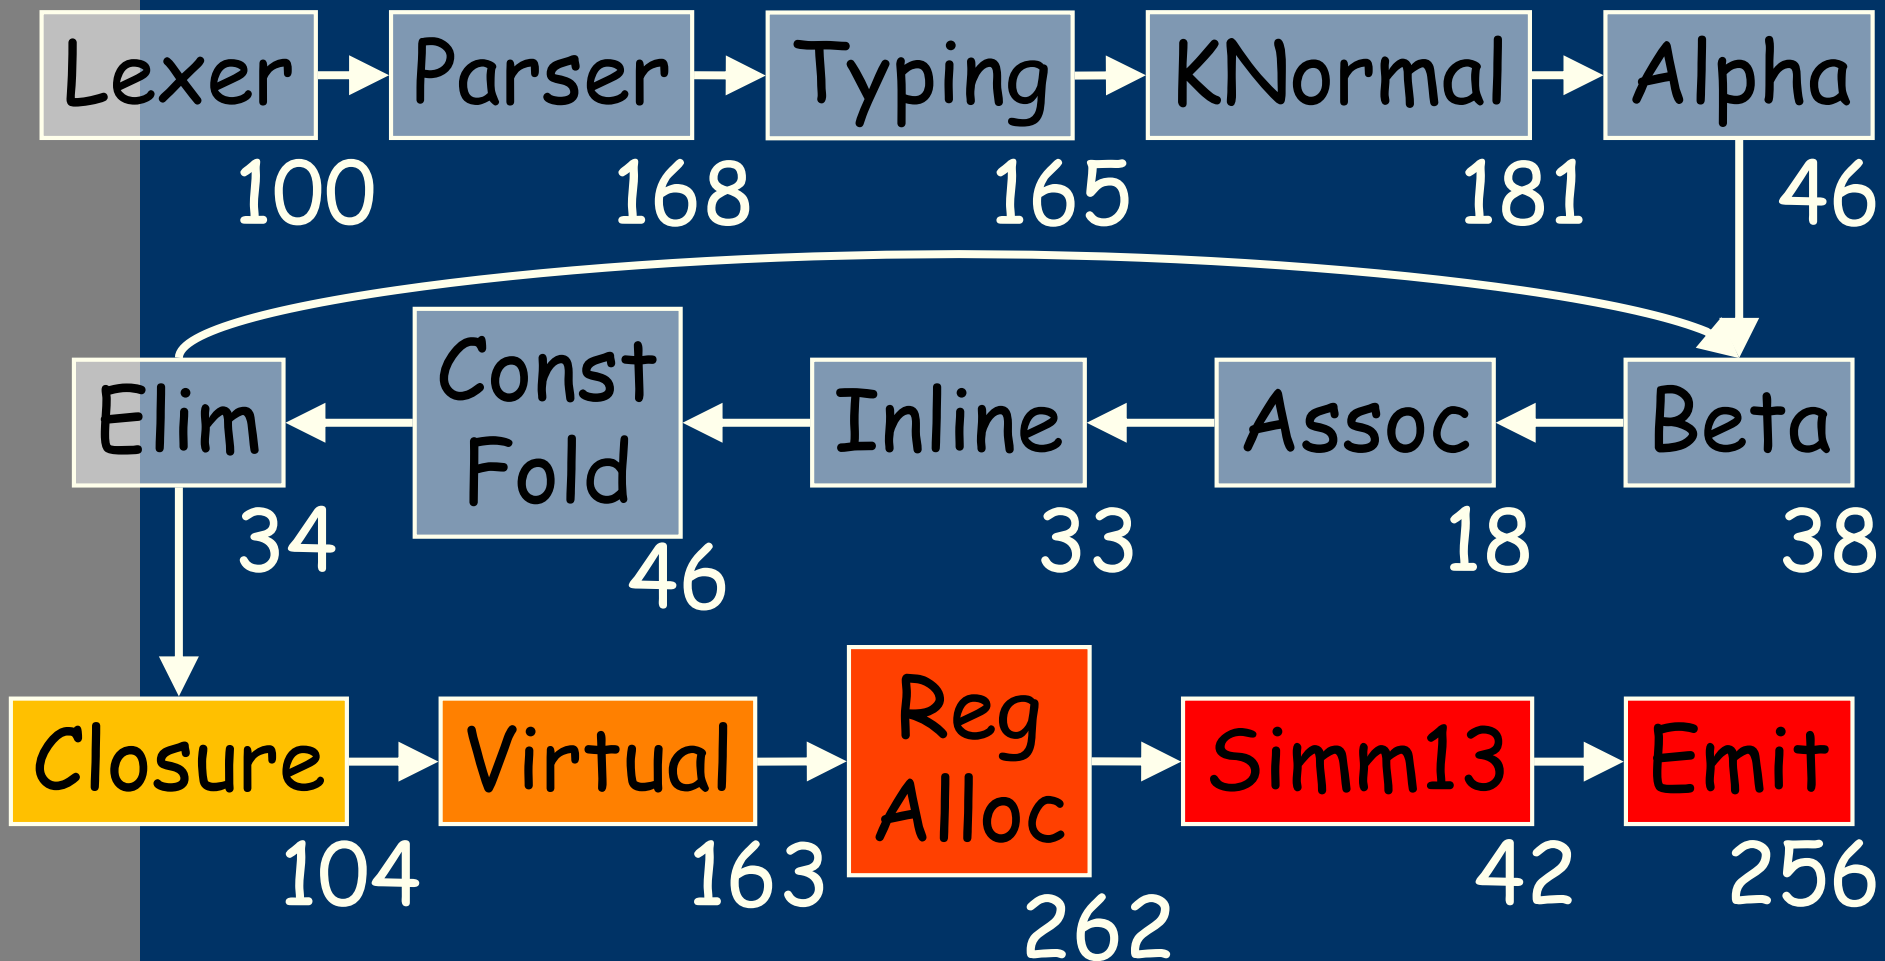 Lexer Parser Typing KNormal Alpha
100 168 165 181 46
Elim Const Fold Inline Assoc Beta
34 46 33 18 38
Closure Virtual Reg Alloc Simm13 Emit
104 163 262 42 256